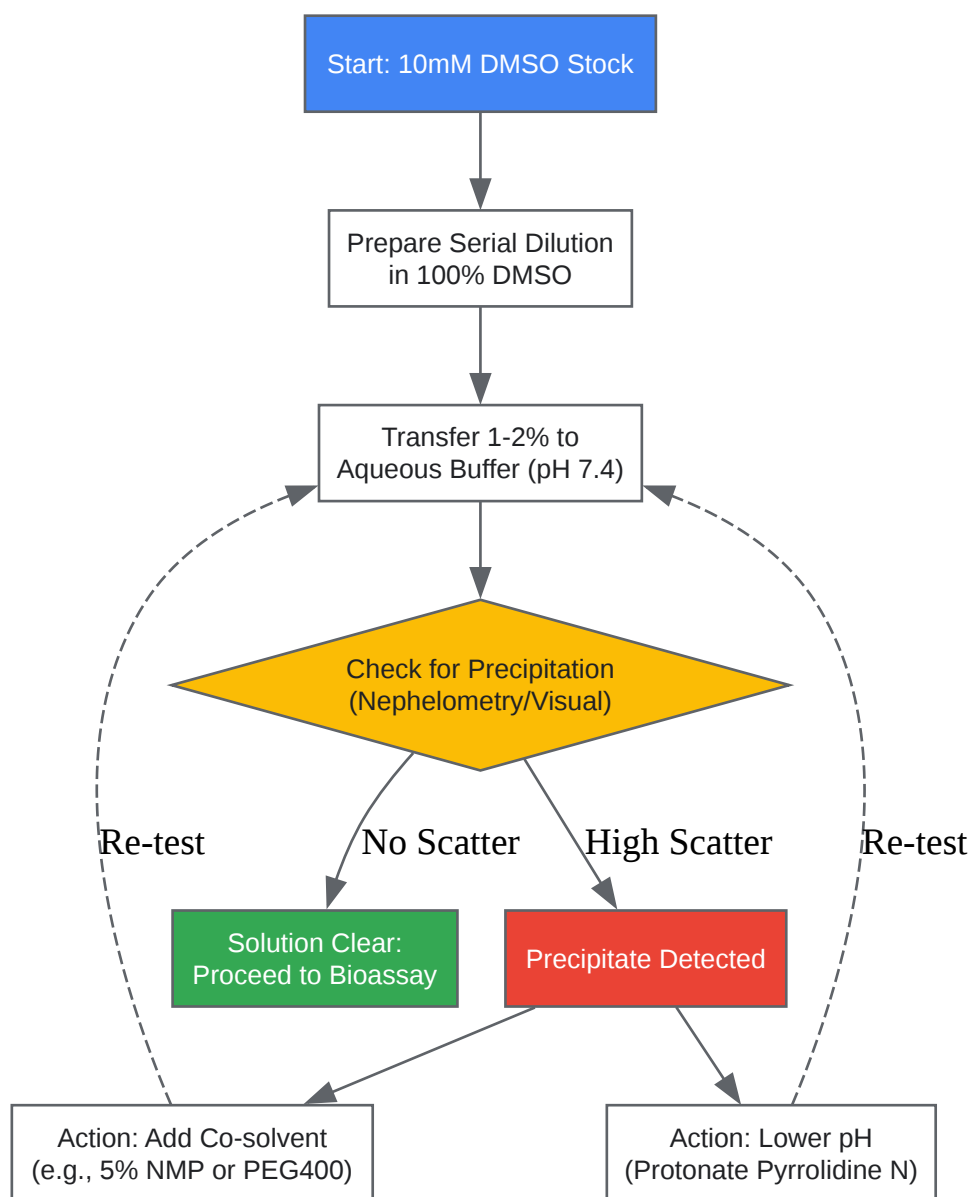 Start: 10mM DMSO Stock
Prepare Serial Dilution
in 100% DMSO
Transfer 1-2% to
Aqueous Buffer (pH 7.4)
Check for Precipitation
(Nephelometry/Visual)
Re-test
No Scatter
High Scatter
Re-test
Solution Clear:
Proceed to Bioassay
Precipitate Detected
Action: Add Co-solvent
(e.g., 5% NMP or PEG400)
Action: Lower pH
(Protonate Pyrrolidine N)